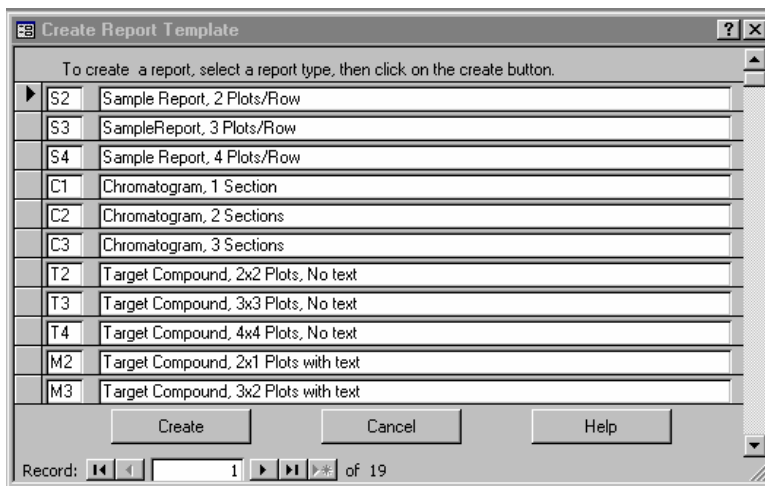 Create Report Template
To create a report, select a report type, then click on the create button.
S2 Sample Report, 2 Plots/Row
S3 SampleReport, 3 Plots/Row
S4 Sample Report, 4 Plots/Row
C1 Chromatogram, 1 Section
C2 Chromatogram, 2 Sections
C3 Chromatogram, 3 Sections
T2 Target Compound, 2x2 Plots, No text
T3 Target Compound, 3x3 Plots, No text
T4 Target Compound, 4x4 Plots, No text
M2 Target Compound, 2x1 Plots with text
M3 Target Compound, 3x2 Plots with text
Create Cancel Help
Record: 1 of 19